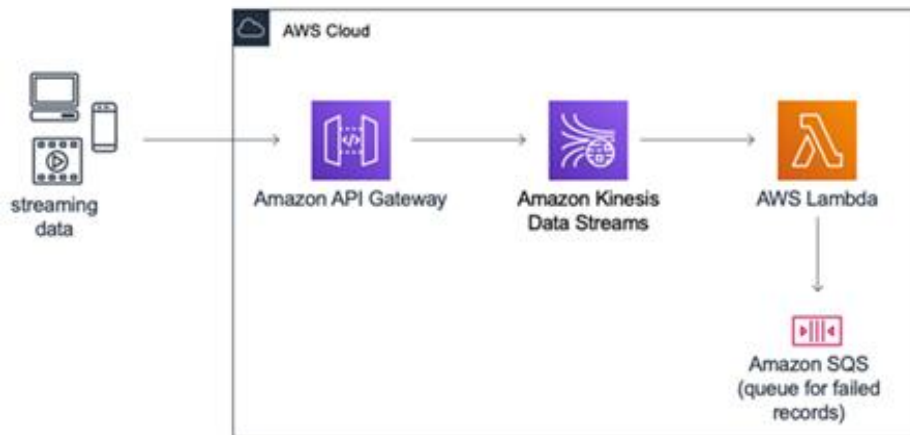 AWS Cloud
streaming
data
Amazon API Gateway
Amazon Kinesis
Data Streams
AWS Lambda
Amazon SQS
(queue for failed
records)